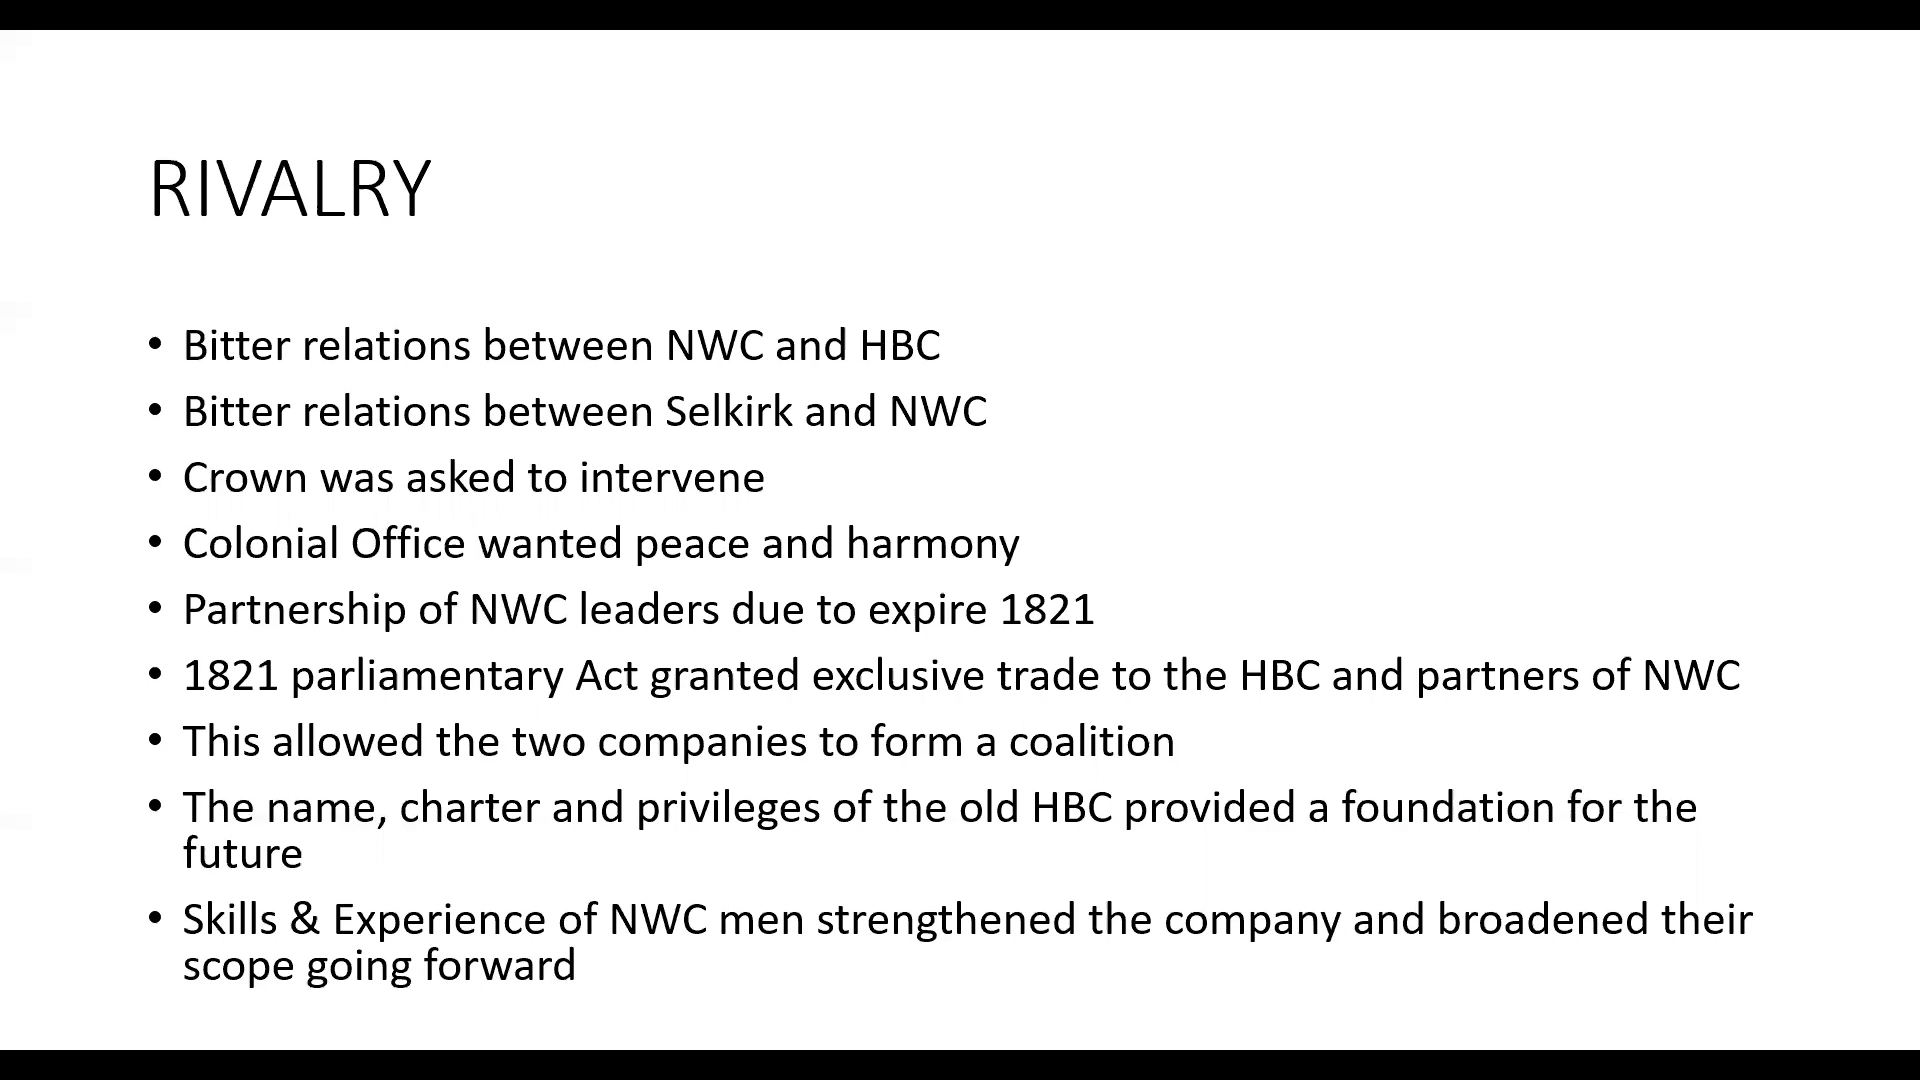 RIVALRY
• Bitter relations between NWC and HBC
• Bitter relations between Selkirk and NWC
• Crown was asked to intervene
• Colonial Office wanted peace and harmony
• Partnership of NWC leaders due to expire 1821
• 1821 parliamentary Act granted exclusive trade to the HBC and partners of NWC
• This allowed the two companies to form a coalition
• The name, charter and privileges of the old HBC provided a foundation for the
future
• Skills & Experience of NWC men strengthened the company and broadened their
scope going forward